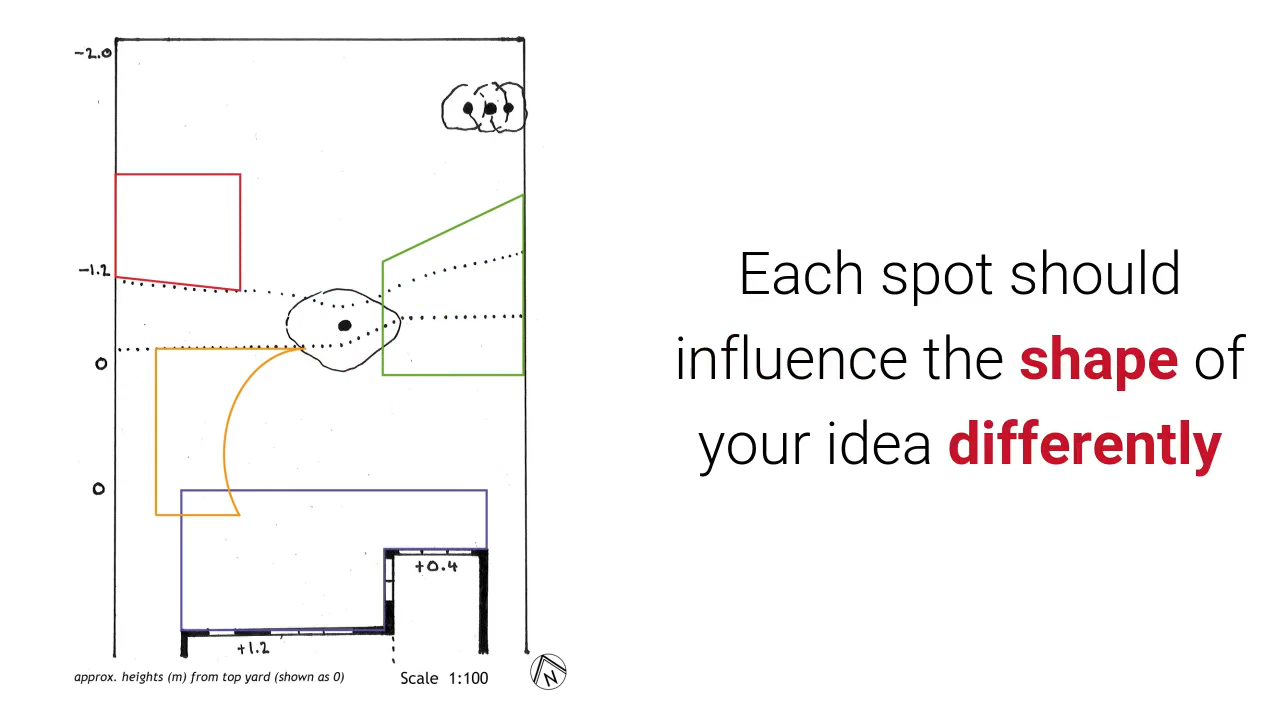 -2.0
-1.2
0
0
+0.4
+1.2
approx. heights (m) from top yard (shown as 0)
Scale 1:100
N
Each spot should
influence the shape of
your idea differently